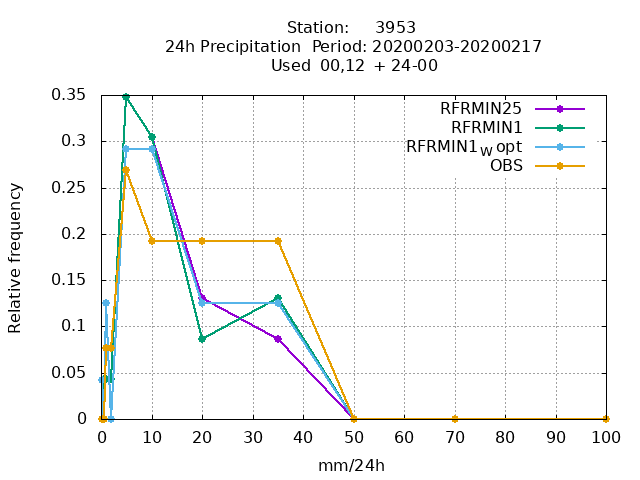 Station: 3953
24h Precipitation Period: 20200203-20200217
Used 00,12 + 24-00
RFRMIN25
RFRMIN1
RFRMIN1W opt
OBS
Relative frequency
0.35
0.3
0.25
0.2
0.15
0.1
0.05
0
0 10 20 30 40 50 60 70 80 90 100
mm/24h